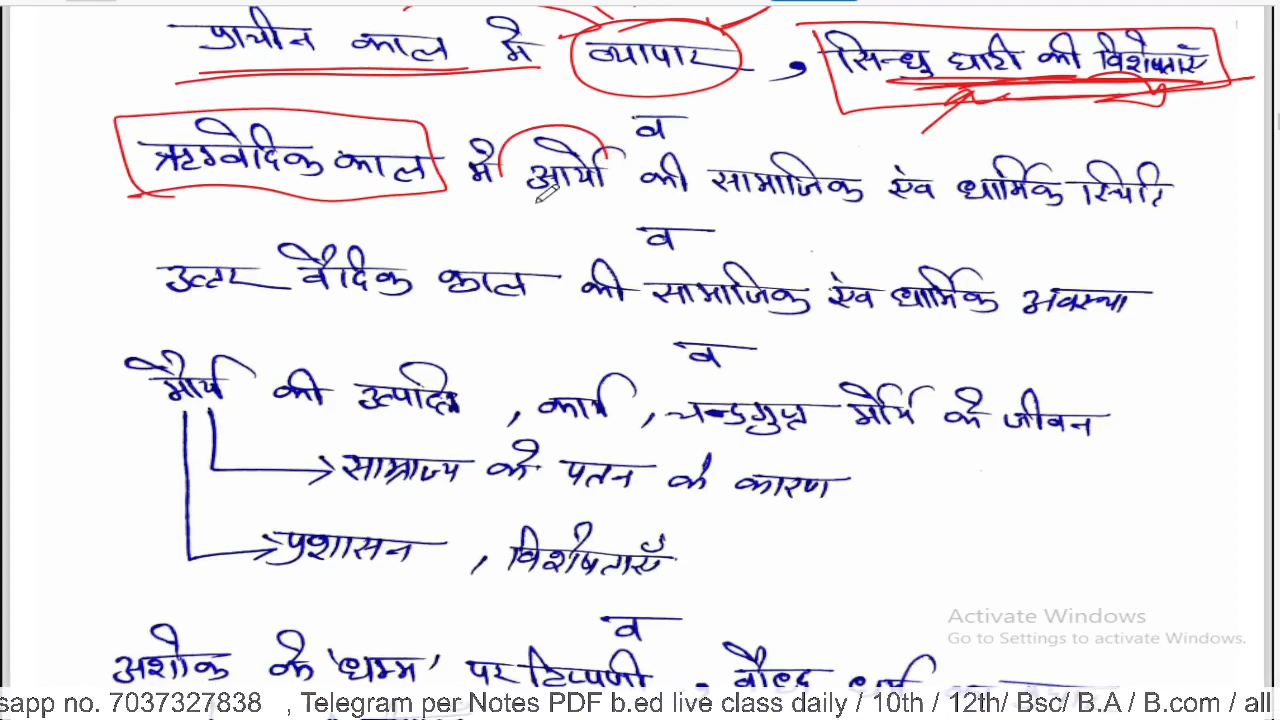 प्राचीन काल में व्यापार , सिन्धु घाटी की विशेषताएँ
व
ऋग्वेदिक काल में आर्यो की सामाजिक एंव धार्मिक स्थिति
व
उत्तर वैदिक काल की सामाजिक एंव धार्मिक अवस्था
व
मौर्य की उत्पत्ति , कार्य , चन्द्रगुप्त मौर्य के जीवन
साम्राज्य के पतन के कारण
प्रशासन , विशेषताएँ
व
अशोक के 'धम्म' पर टिप्पणी , बौद्ध धर्म
Activate Windows
Go to Settings to activate Windows.
sapp no. 7037327838 , Telegram per Notes PDF b.ed live class daily / 10th / 12th/ Bsc/ B.A / B.com / all